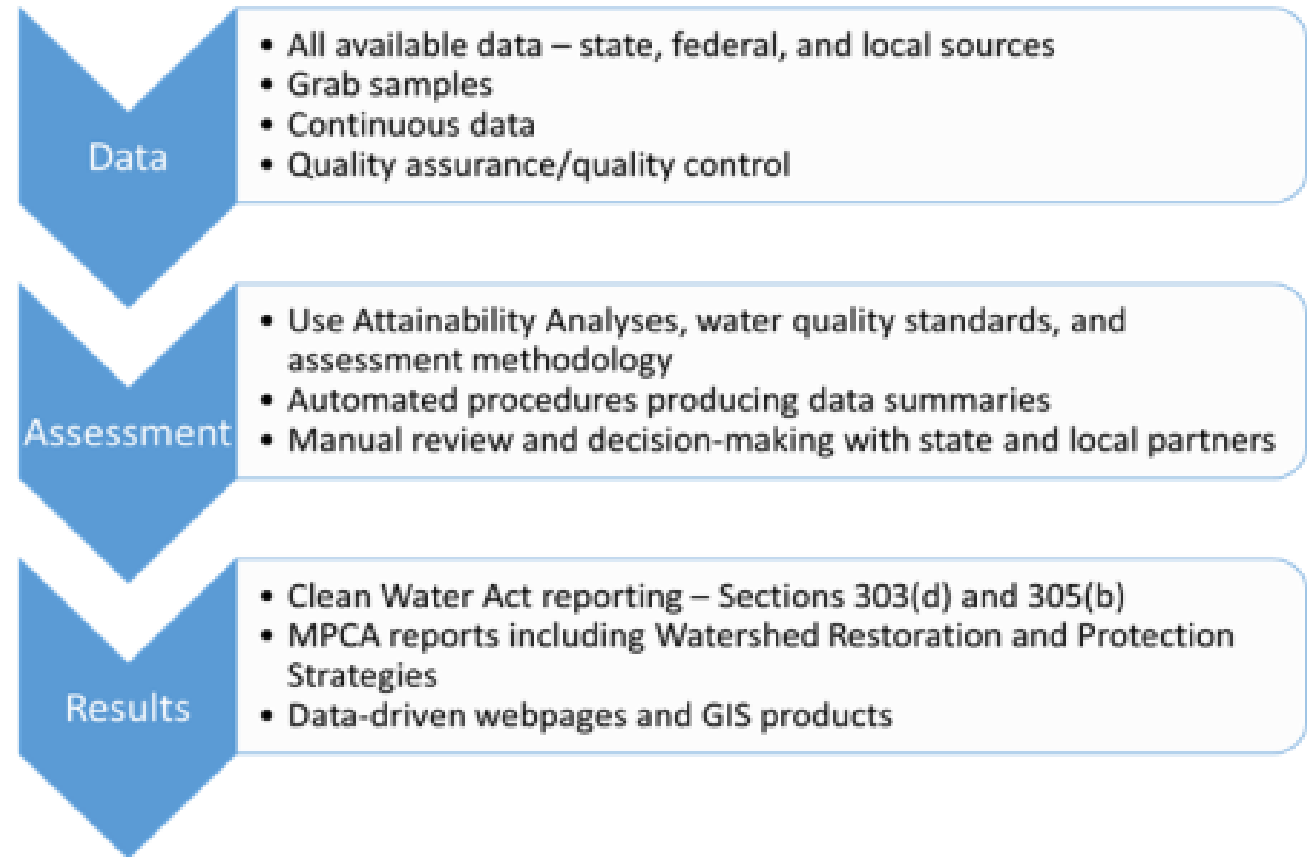 Data
• All available data – state, federal, and local sources
• Grab samples
• Continuous data
• Quality assurance/quality control
Assessment
• Use Attainability Analyses, water quality standards, and
assessment methodology
• Automated procedures producing data summaries
• Manual review and decision-making with state and local partners
Results
• Clean Water Act reporting – Sections 303(d) and 305(b)
• MPCA reports including Watershed Restoration and Protection
Strategies
• Data-driven webpages and GIS products